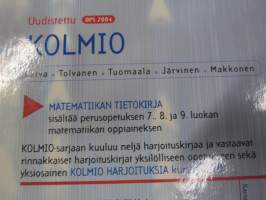 Uudistettu OPS 2004
KOLMIO
Tolvanen • Tuomaala • Järvinen • Makkonen
MATEMATIIKAN TIETOKIRJA
sisältää perusopetuksen 7., 8. ja 9. luokan
matematiikan oppiaineksen
KOLMIO-sarjaan kuuluu neljä harjoituskirjaa ja vastaavat
rinnakkaiset harjoituskirjat yksilölliseen sekä
yksiosainen KOLMIO HARJOITUKSIA